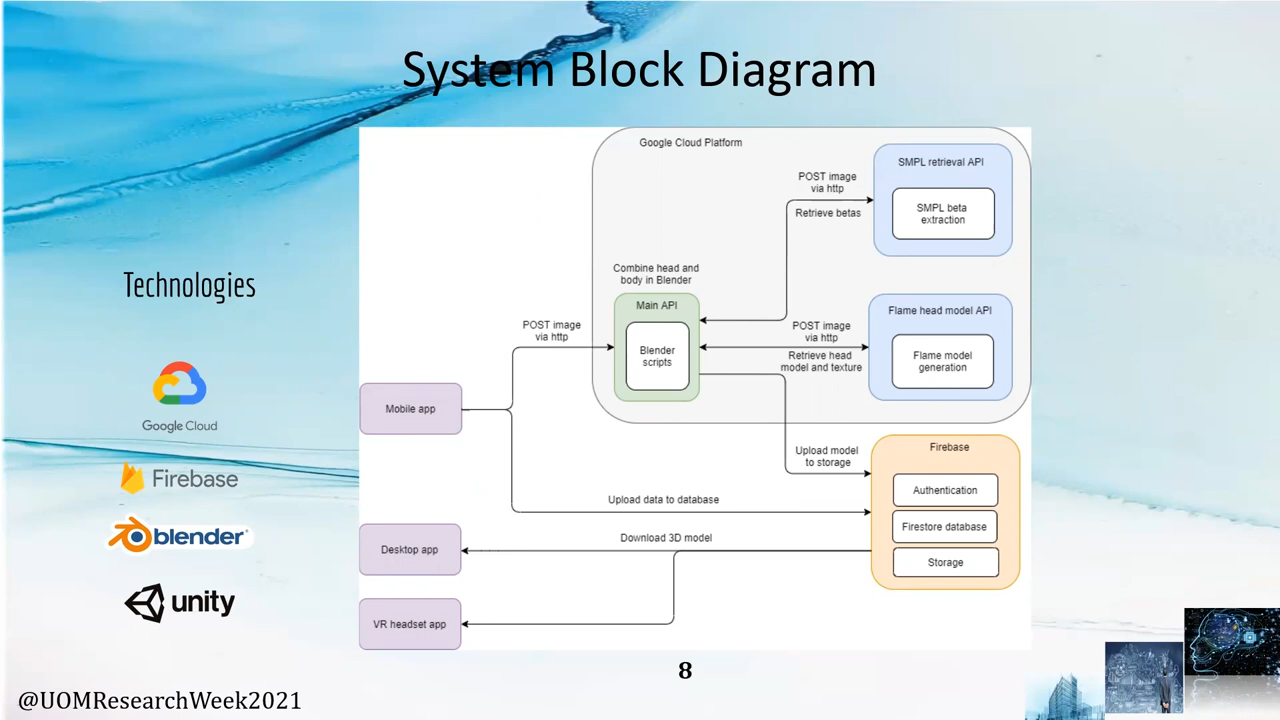 System Block Diagram
Google Cloud Platform
SMPL retrieval API
POST image
via http
Retrieve betas
SMPL beta
extraction
Combine head and
body in Blender
Main API
Blender
scripts
POST image
via http
POST image
via http
Retrieve head
model and texture
Flame head model API
Flame model
generation
Mobile app
Upload model
to storage
Upload data to database
Firebase
Authentication
Firestore database
Storage
Download 3D model
Desktop app
VR headset app
Technologies
Google Cloud
Firebase
blender
unity
8
@UOMResearchWeek2021